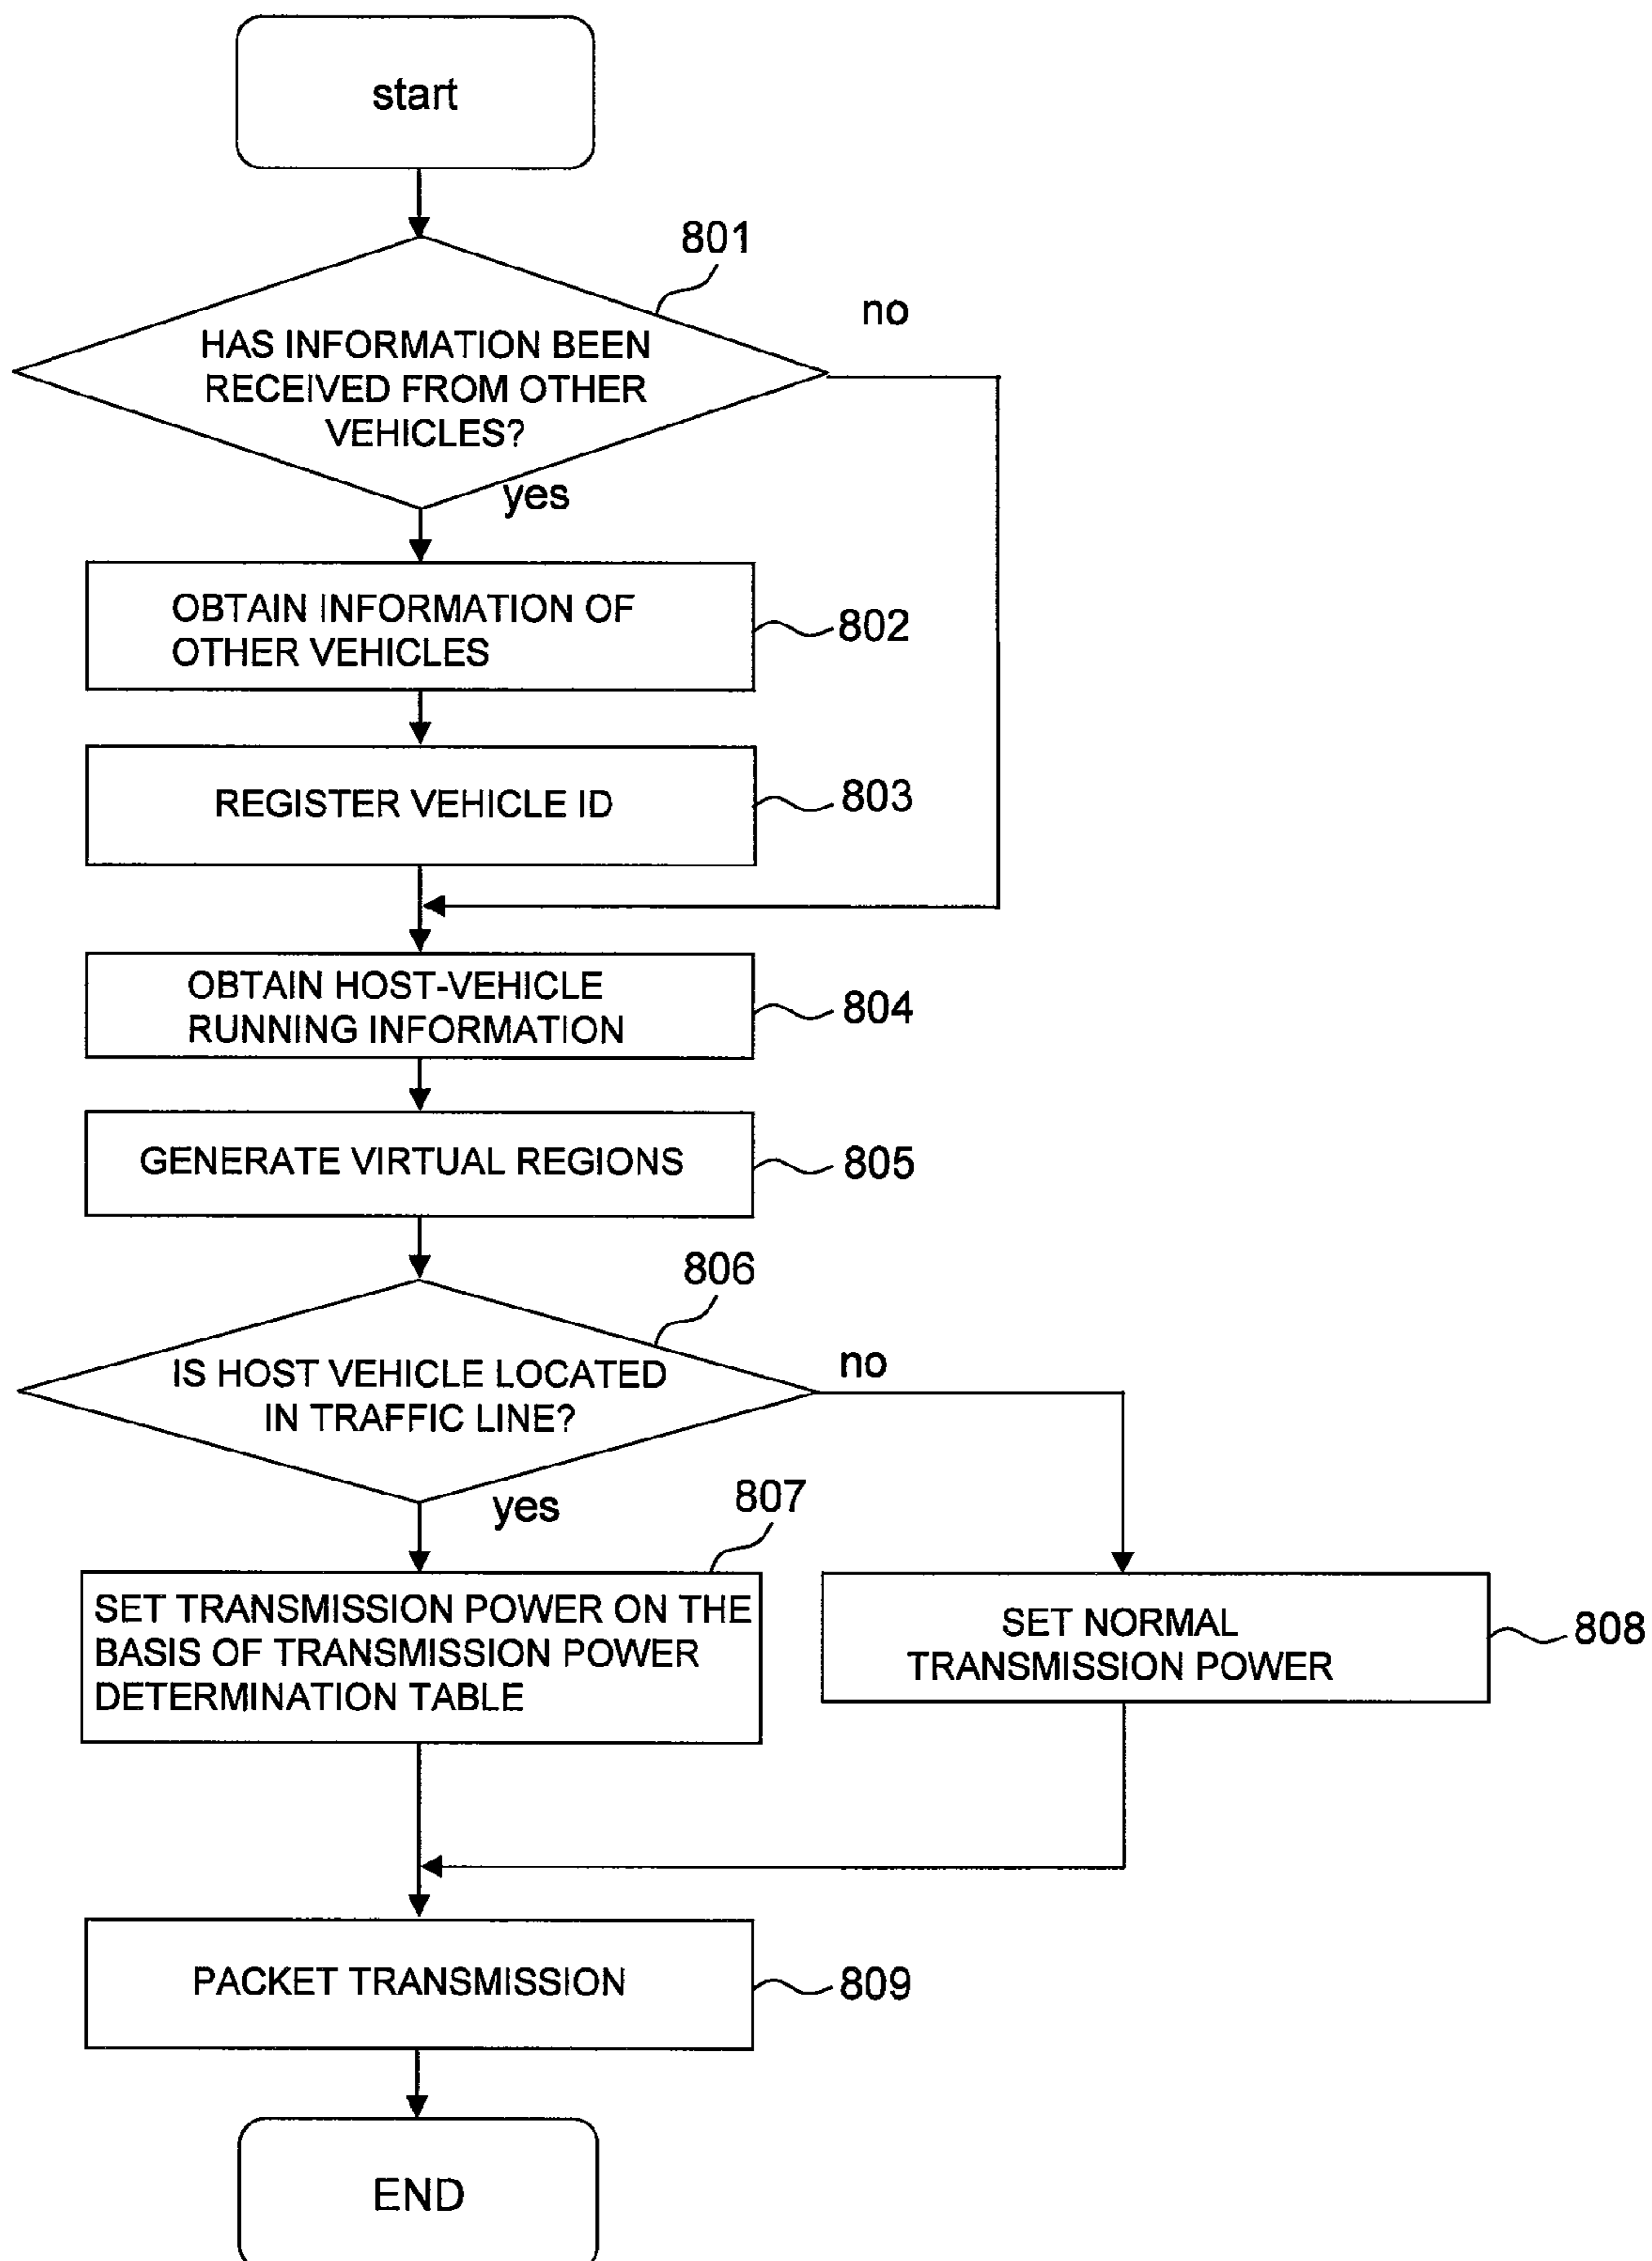 start
801
no
HAS INFORMATION BEEN
RECEIVED FROM OTHER
VEHICLES?
yes
OBTAIN INFORMATION OF
OTHER VEHICLES
802
REGISTER VEHICLE ID
803
OBTAIN HOST-VEHICLE
RUNNING INFORMATION
804
GENERATE VIRTUAL REGIONS
805
806
IS HOST VEHICLE LOCATED
IN TRAFFIC LINE?
no
yes
807
SET TRANSMISSION POWER ON THE
BASIS OF TRANSMISSION POWER
DETERMINATION TABLE
SET NORMAL
TRANSMISSION POWER
808
PACKET TRANSMISSION
809
END